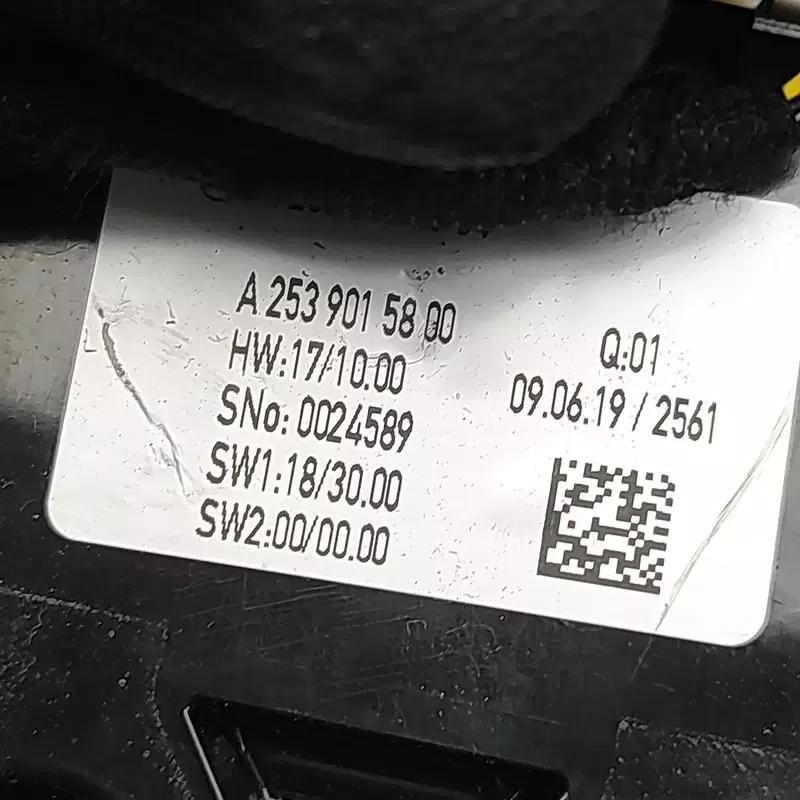 A 253 901 58 00
HW:17/10.00
SNo: 0024589
SW1:18/30.00
SW2:00/00.00
Q:01
09.06.19 / 2561